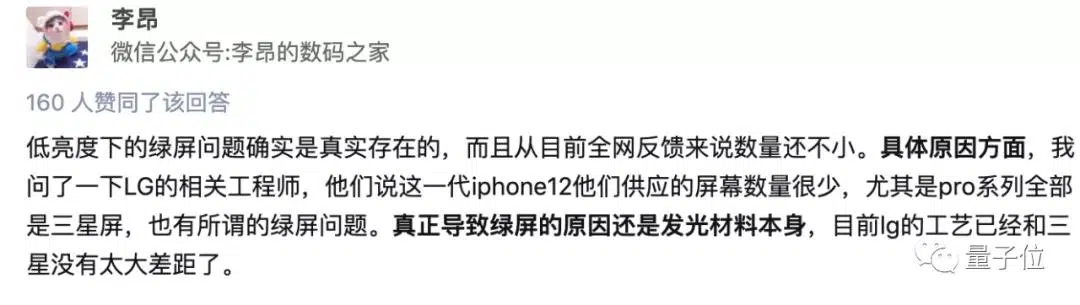 李昂
微信公众号:李昂的数码之家
160 人赞同了该回答
低亮度下的绿屏问题确实是真实存在的，而且从目前全网反馈来说数量还不小。具体原因方面，我
问了一下LG的相关工程师，他们说这一代iphone12他们供应的屏幕数量很少，尤其是pro系列全部
是三星屏，也有所谓的绿屏问题。真正导致绿屏的原因还是发光材料本身，目前lg的工艺已经和三
星没有太大差距了。
量子位